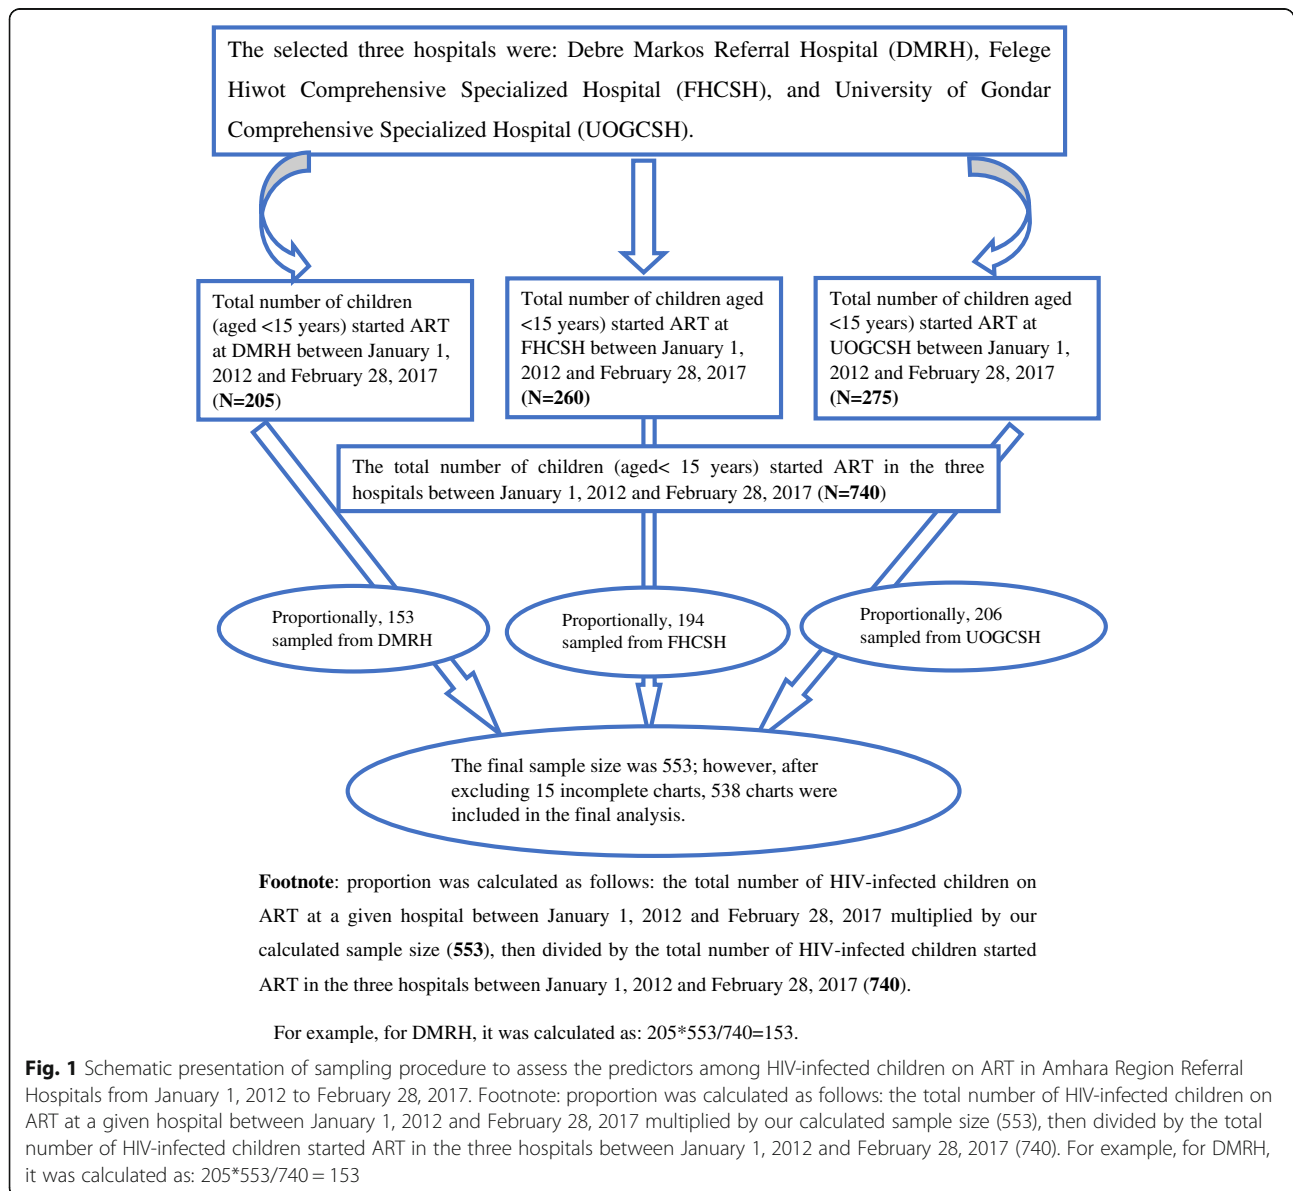 The selected three hospitals were: Debre Markos Referral Hospital (DMRH), Felege
Hiwot Comprehensive Specialized Hospital (FHCSH), and University of Gondar
Comprehensive Specialized Hospital (UOGCSH).
Total number of children
(aged <15 years) started ART
at DMRH between January 1,
2012 and February 28, 2017
(N=205)
Total number of children aged
<15 years) started ART at
FHCSH between January 1,
2012 and February 28, 2017
(N=260)
Total number of children aged
<15 years) started ART at
UOGCSH between January 1,
2012 and February 28, 2017
(N=275)
The total number of children (aged< 15 years) started ART in the three
hospitals between January 1, 2012 and February 28, 2017 (N=740)
Proportionally, 153
sampled from DMRH
Proportionally, 194
sampled from FHCSH
Proportionally, 206
sampled from UOGCSH
The final sample size was 553; however, after
excluding 15 incomplete charts, 538 charts were
included in the final analysis.
Footnote: proportion was calculated as follows: the total number of HIV-infected children on
ART at a given hospital between January 1, 2012 and February 28, 2017 multiplied by our
calculated sample size (553), then divided by the total number of HIV-infected children started
ART in the three hospitals between January 1, 2012 and February 28, 2017 (740).
For example, for DMRH, it was calculated as: 205*553/740=153.
Fig. 1 Schematic presentation of sampling procedure to assess the predictors among HIV-infected children on ART in Amhara Region Referral
Hospitals from January 1, 2012 to February 28, 2017. Footnote: proportion was calculated as follows: the total number of HIV-infected children on
ART at a given hospital between January 1, 2012 and February 28, 2017 multiplied by our calculated sample size (553), then divided by the total
number of HIV-infected children started ART in the three hospitals between January 1, 2012 and February 28, 2017 (740). For example, for DMRH,
it was calculated as: 205*553/740 = 153